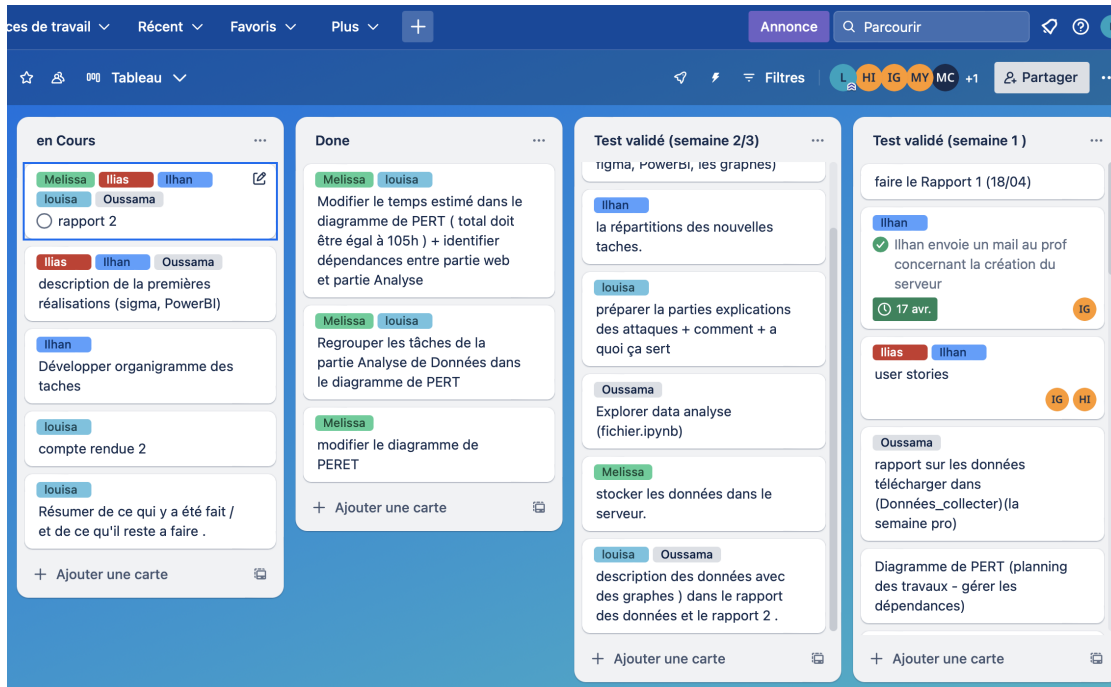 ces de travail
Récent
Favoris
Plus
Annonce
Parcourir
Tableau
Filtres
L
HI
IG
MY
MC
+1
Partager
en Cours
Melissa Ilias Ilhan
louisa Oussama
rapport 2
Ilias Ilhan Oussama
description de la premières
réalisations (sigma, PowerBI)
Ilhan
Développer organigramme des
taches
louisa
compte rendue 2
louisa
Résumer de ce qui y a été fait /
et de ce qu'il reste a faire .
Ajouter une carte
Done
Melissa louisa
Modifier le temps estimé dans le
diagramme de PERT ( total doit
être égal à 105h ) + identifier
dépendances entre partie web
et partie Analyse
Melissa louisa
Regrouper les tâches de la
partie Analyse de Données dans
le diagramme de PERT
Melissa
modifier le diagramme de
PERET
Ajouter une carte
Test validé (semaine 2/3)
figma, PowerBI, les graphes)
Ilhan
la répartitions des nouvelles
taches.
louisa
préparer la parties explications
des attaques + comment + a
quoi ça sert
Oussama
Explorer data analyse
(fichier.ipynb)
Melissa
stocker les données dans le
serveur.
louisa Oussama
description des données avec
des graphes ) dans le rapport
des données et le rapport 2 .
Ajouter une carte
Test validé (semaine 1 )
faire le Rapport 1 (18/04)
Ilhan
Ilhan envoie un mail au prof
concernant la création du
serveur
17 avr.
IG
Ilias Ilhan
user stories
IG HI
Oussama
rapport sur les données
télécharger dans
(Données_collecter)(la
semaine pro)
Diagramme de PERT (planning
des travaux - gérer les
dépendances)
Ajouter une carte